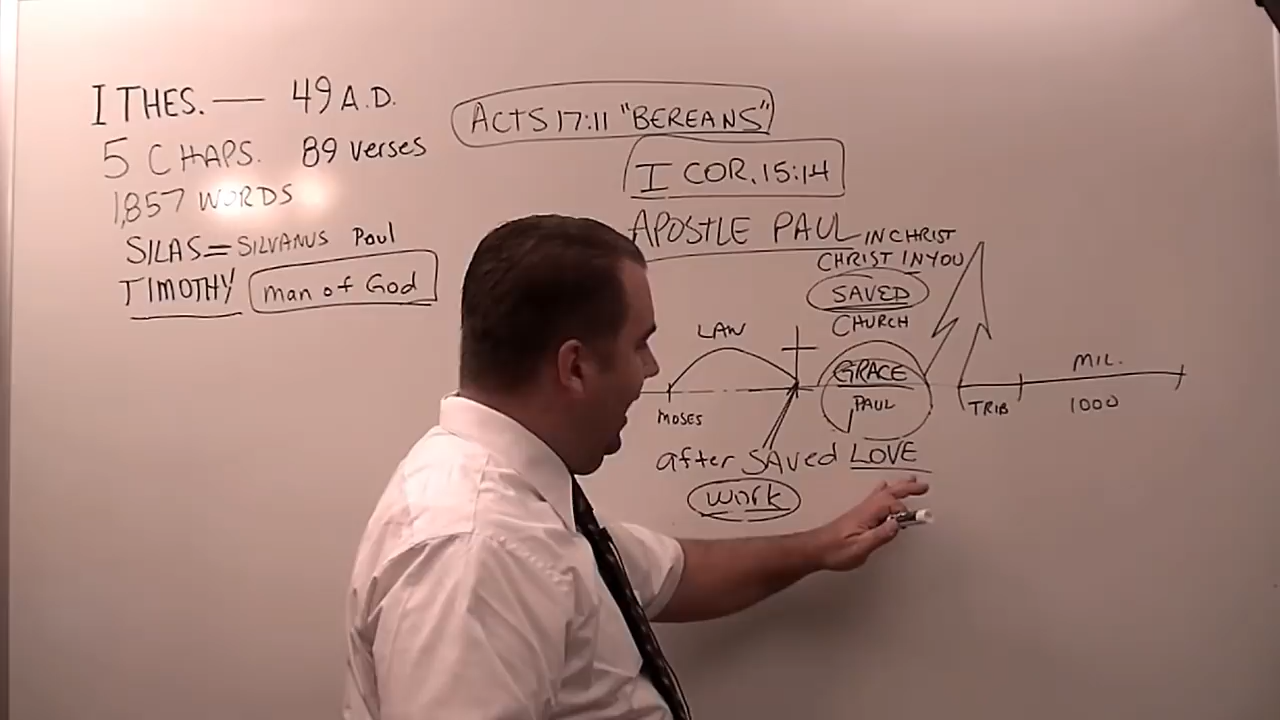 I THES. — 49 A.D.
5 CHAPS. 89 verses
1,857 WORDS
SILAS = SILVANUS Paul
TIMOTHY man of God
ACTS 17:11 "BEREANS"
I COR. 15:14
APOSTLE PAUL IN CHRIST
CHRIST IN YOU
SAVED
CHURCH
LAW
GRACE
MIL.
MOSES
PAUL
TRIB
1000
after SAved LOVE
work